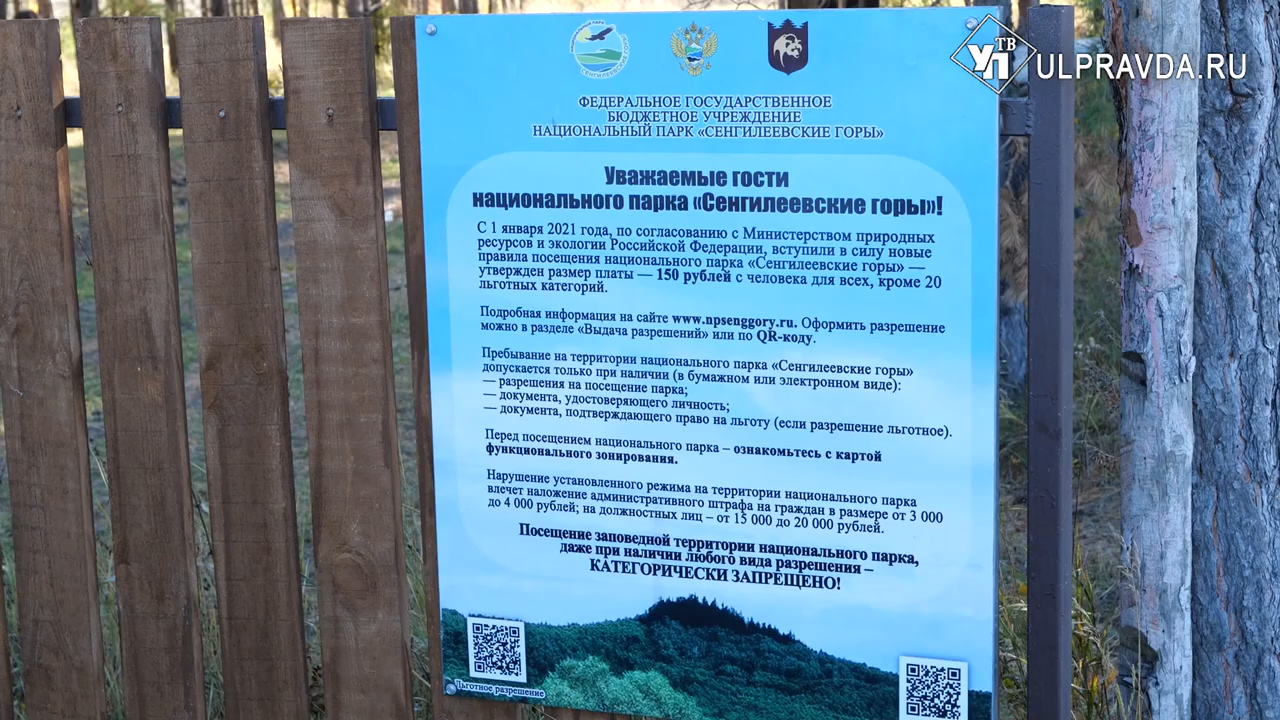 УП ТВ ULPRAVDA.RU
ФЕДЕРАЛЬНОЕ ГОСУДАРСТВЕННОЕ
БЮДЖЕТНОЕ УЧРЕЖДЕНИЕ
НАЦИОНАЛЬНЫЙ ПАРК «СЕНГИЛЕЕВСКИЕ ГОРЫ»
Уважаемые гости
национального парка «Сенгилеевские горы»!
С 1 января 2021 года, по согласованию с Министерством природных
ресурсов и экологии Российской Федерации, вступили в силу новые
правила посещения национального парка «Сенгилеевские горы» —
утвержден размер платы — 150 рублей с человека для всех, кроме 20
льготных категорий.
Подробная информация на сайте www.npsenggory.ru. Оформить разрешение
можно в разделе «Выдача разрешений» или по QR-коду.
Пребывание на территории национального парка «Сенгилеевские горы»
допускается только при наличии (в бумажном или электронном виде):
— разрешения на посещение парка;
— документа, удостоверяющего личность;
— документа, подтверждающего право на льготу (если разрешение льготное).
Перед посещением национального парка – ознакомьтесь с картой
функционального зонирования.
Нарушение установленного режима на территории национального парка
влечет наложение административного штрафа на граждан в размере от 3 000
до 4 000 рублей; на должностных лиц – от 15 000 до 20 000 рублей.
Посещение заповедной территории национального парка,
даже при наличии любого вида разрешения –
КАТЕГОРИЧЕСКИ ЗАПРЕЩЕНО!
Льготное разрешение